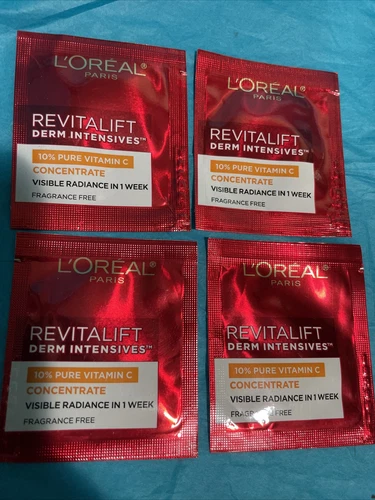 L'ORÉAL
PARIS
REVITALIFT
DERM INTENSIVES™
10% PURE VITAMIN C
CONCENTRATE
VISIBLE RADIANCE IN 1 WEEK
FRAGRANCE FREE
L'ORÉAL
PARIS
REVITALIFT
DERM INTENSIVES™
10% PURE VITAMIN C
CONCENTRATE
VISIBLE RADIANCE IN 1 WEEK
FRAGRANCE FREE
L'ORÉAL
PARIS
REVITALIFT
DERM INTENSIVES™
10% PURE VITAMIN C
CONCENTRATE
VISIBLE RADIANCE IN 1 WEEK
FRAGRANCE FREE
L'ORÉAL
PARIS
REVITALIFT
DERM INTENSIVES™
10% PURE VITAMIN C
CONCENTRATE
VISIBLE RADIANCE IN 1 WEEK
FRAGRANCE FREE